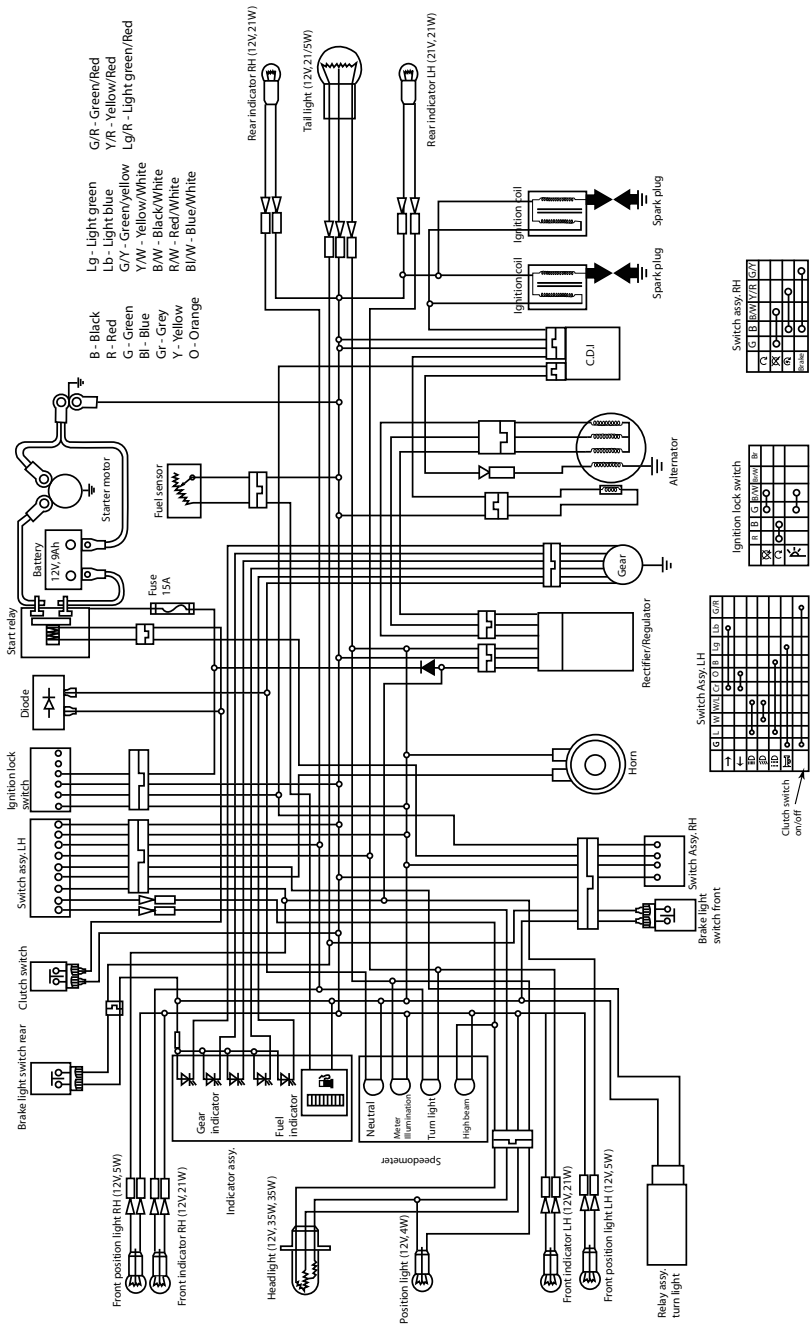 B - Black
R - Red
G - Green
Bl - Blue
Gr - Grey
Y - Yellow
O - Orange
Lg - Light green
Lb - Light blue
G/Y - Green/yellow
Y/W - Yellow/White
B/W - Black/White
R/W - Red/White
Bl/W - Blue/White
G/R - Green/Red
Y/R - Yellow/Red
Lg/R - Light green/Red
Brake light switch rear
Clutch switch
Switch assy. LH
Ignition lock
switch
Diode
Start relay
Battery
12V, 9Ah
Starter motor
Fuse
15A
Fuel sensor
Rear indicator RH (12V, 21W)
Tail light (12V, 21/5W)
Rear indicator LH (21V, 21W)
Front position light RH (12V, 5W)
Front indicator RH (12V, 21W)
Indicator assy.
Gear
indicator
Fuel
indicator
Speedometer
Neutral
Meter
Illumination
Turn light
High beam
Headlight (12V, 35W, 35W)
Position light (12V, 4W)
Front indicator LH (12V, 21W)
Front position light LH (12V, 5W)
Relay assy.
turn light
Brake light
switch front
Switch Assy. RH
Horn
Rectifier/Regulator
Gear
Alternator
C.D.I
Ignition coil
Spark plug
Ignition coil
Spark plug
Switch Assy. LH
G L W W/L Cr O B Lg Lb G/R
Clutch switch
on/off
Ignition lock switch
R B G B/W Br/W Br
Switch assy. RH
G B B/W Y/R G/Y
Brake